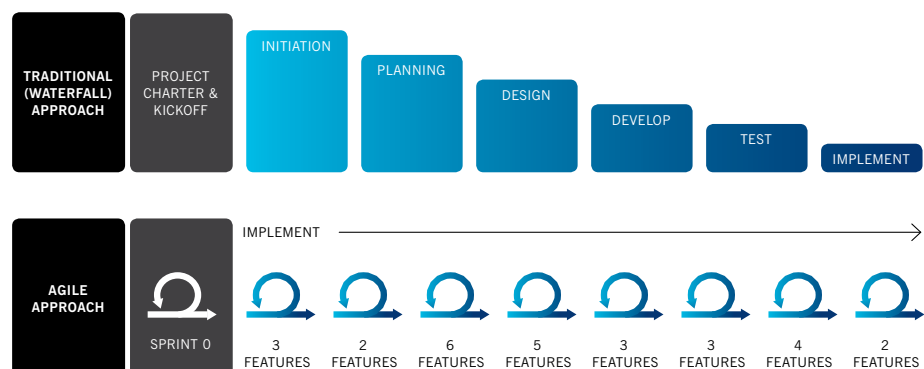 TRADITIONAL
(WATERFALL)
APPROACH
PROJECT
CHARTER &
KICKOFF
INITIATION
PLANNING
DESIGN
DEVELOP
TEST
IMPLEMENT
AGILE
APPROACH
SPRINT 0
IMPLEMENT
3
FEATURES
2
FEATURES
6
FEATURES
5
FEATURES
3
FEATURES
3
FEATURES
4
FEATURES
2
FEATURES